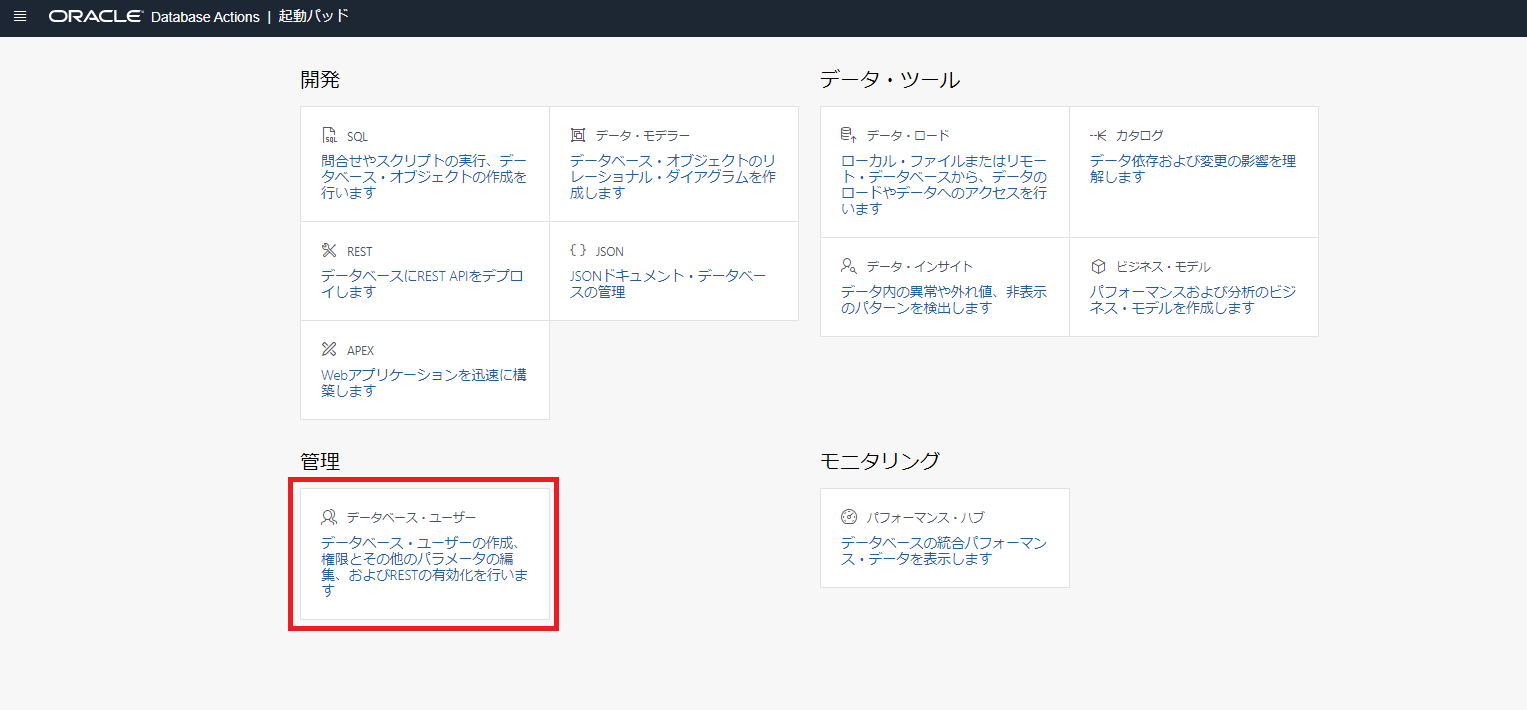 ORACLE Database Actions | 起動パッド
開発
SQL
問合せやスクリプトの実行、デー
タベース・オブジェクトの作成を
行います
データ・モデラー
データベース・オブジェクトのリ
レーショナル・ダイアグラムを作
成します
REST
データベースにREST APIをデプロ
イします
JSON
JSONドキュメント・データベー
スの管理
APEX
Webアプリケーションを迅速に構
築します
データ・ツール
データ・ロード
ローカル・ファイルまたはリモー
ト・データベースから、データの
ロードやデータへのアクセスを行
います
カタログ
データ依存および変更の影響を理
解します
データ・インサイト
データ内の異常や外れ値、非表示
のパターンを検出します
ビジネス・モデル
パフォーマンスおよび分析のビジ
ネス・モデルを作成します
管理
データベース・ユーザー
データベース・ユーザーの作成、
権限とその他のパラメータの編
集、およびRESTの有効化を行いま
す
モニタリング
パフォーマンス・ハブ
データベースの統合パフォーマン
ス・データを表示します